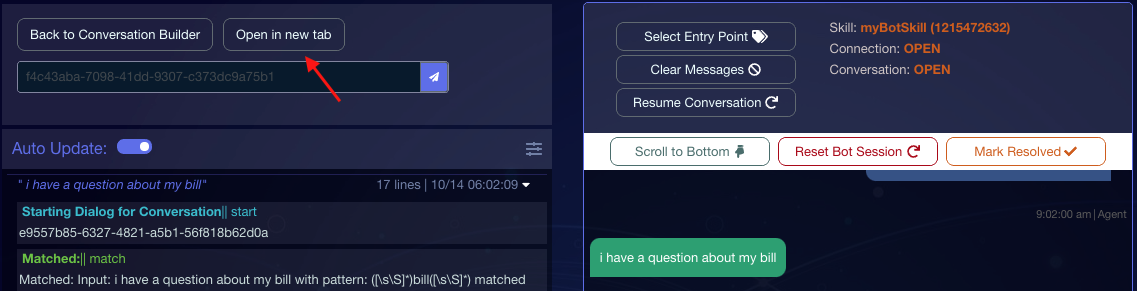 Back to Conversation Builder
Open in new tab
f4c43aba-7098-41dd-9307-c373dc9a75b1
Auto Update:
" i have a question about my bill" 17 lines | 10/14 06:02:09
Starting Dialog for Conversation|| start
e9557b85-6327-4821-a5b1-56f818b62d0a
Matched:|| match
Matched: Input: i have a question about my bill with pattern: ([\s\S]*)bill([\s\S]*) matched
Select Entry Point
Clear Messages
Resume Conversation
Skill: myBotSkill (1215472632)
Connection: OPEN
Conversation: OPEN
Scroll to Bottom
Reset Bot Session
Mark Resolved
9:02:00 am | Agent
i have a question about my bill